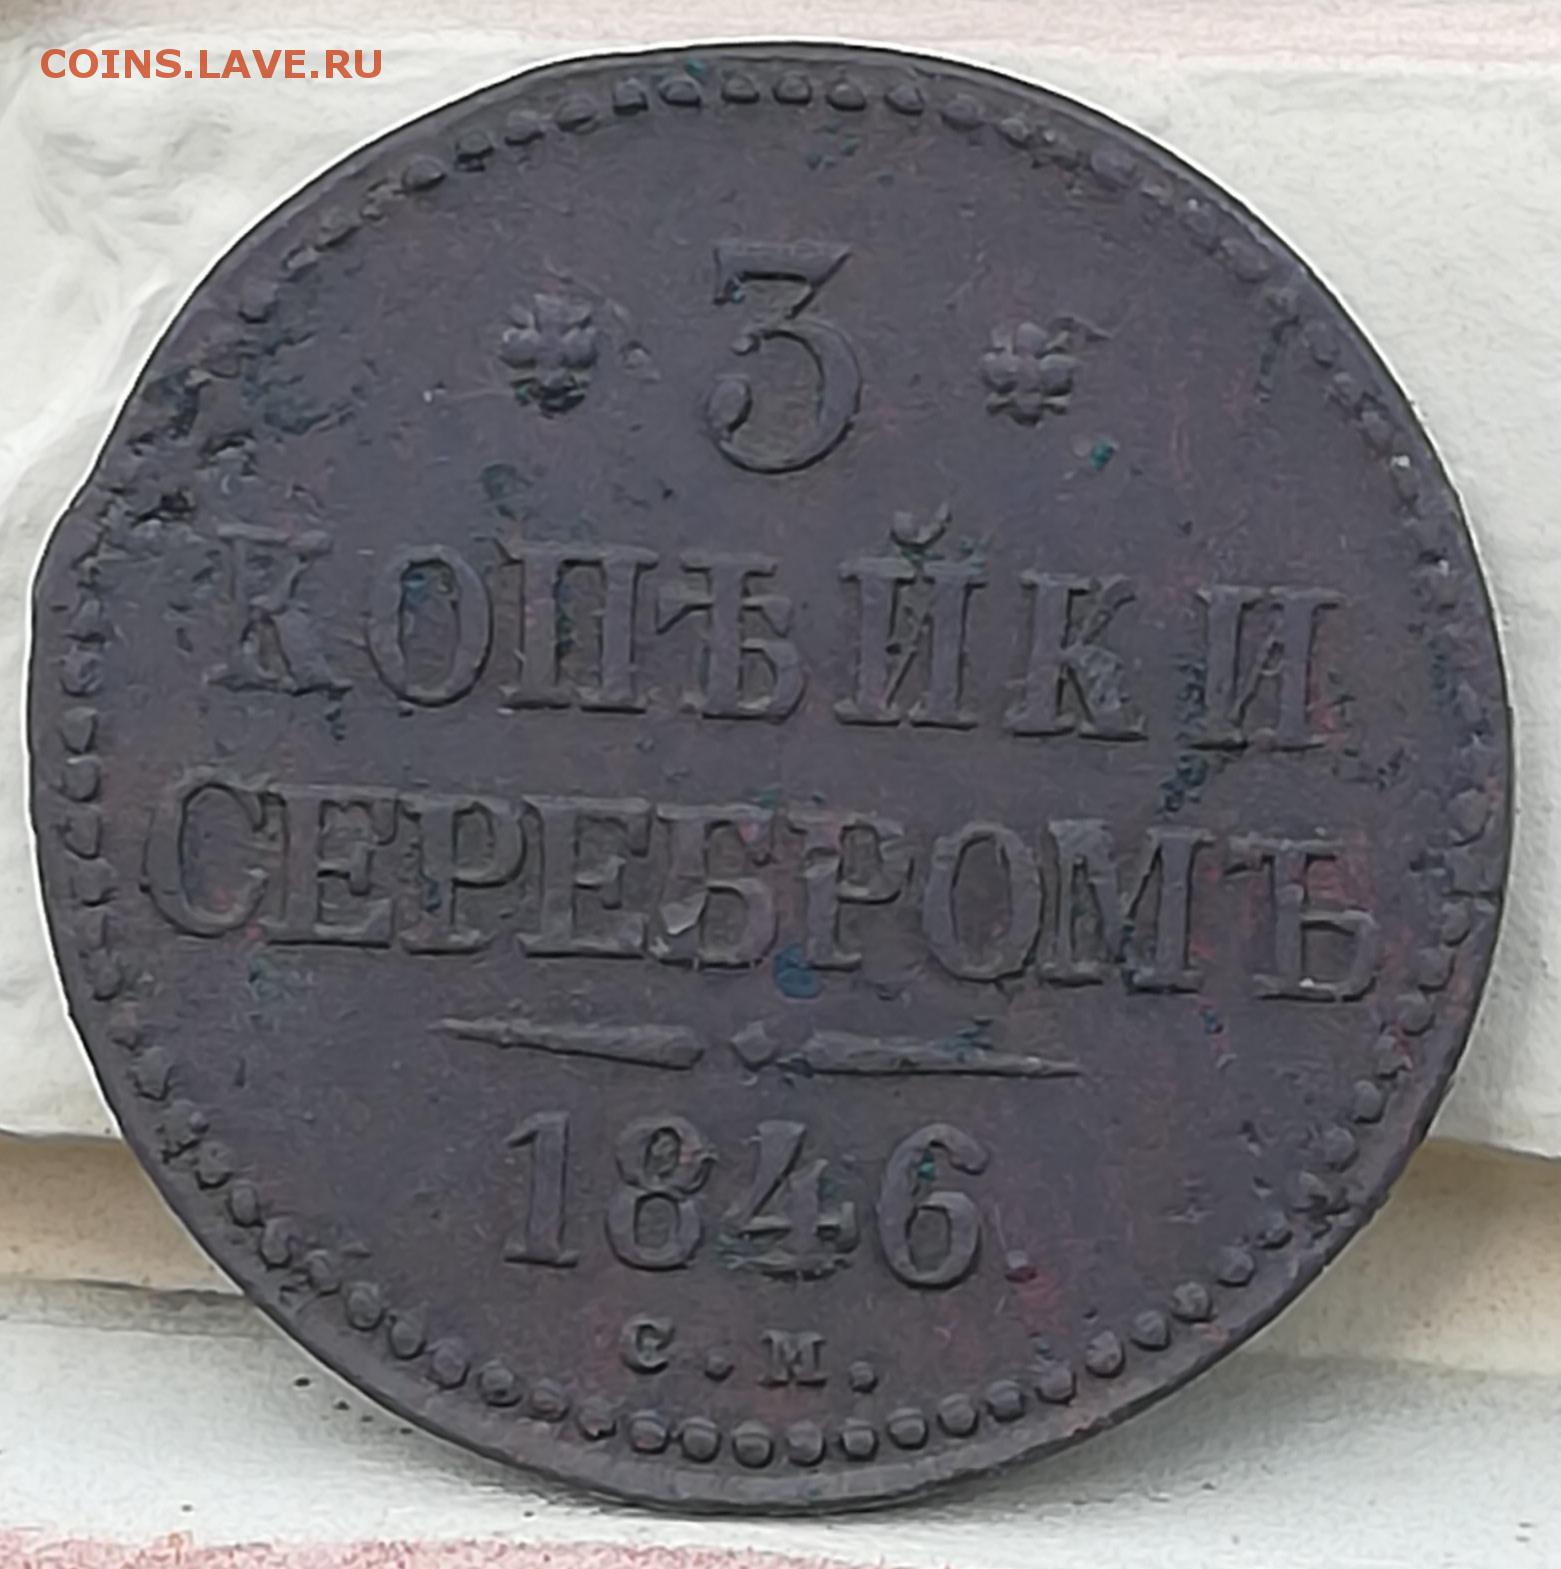 COINS.LAVE.RU
3
КОПѢЙКИ
СЕРЕБРОМЪ
1846
С.М.